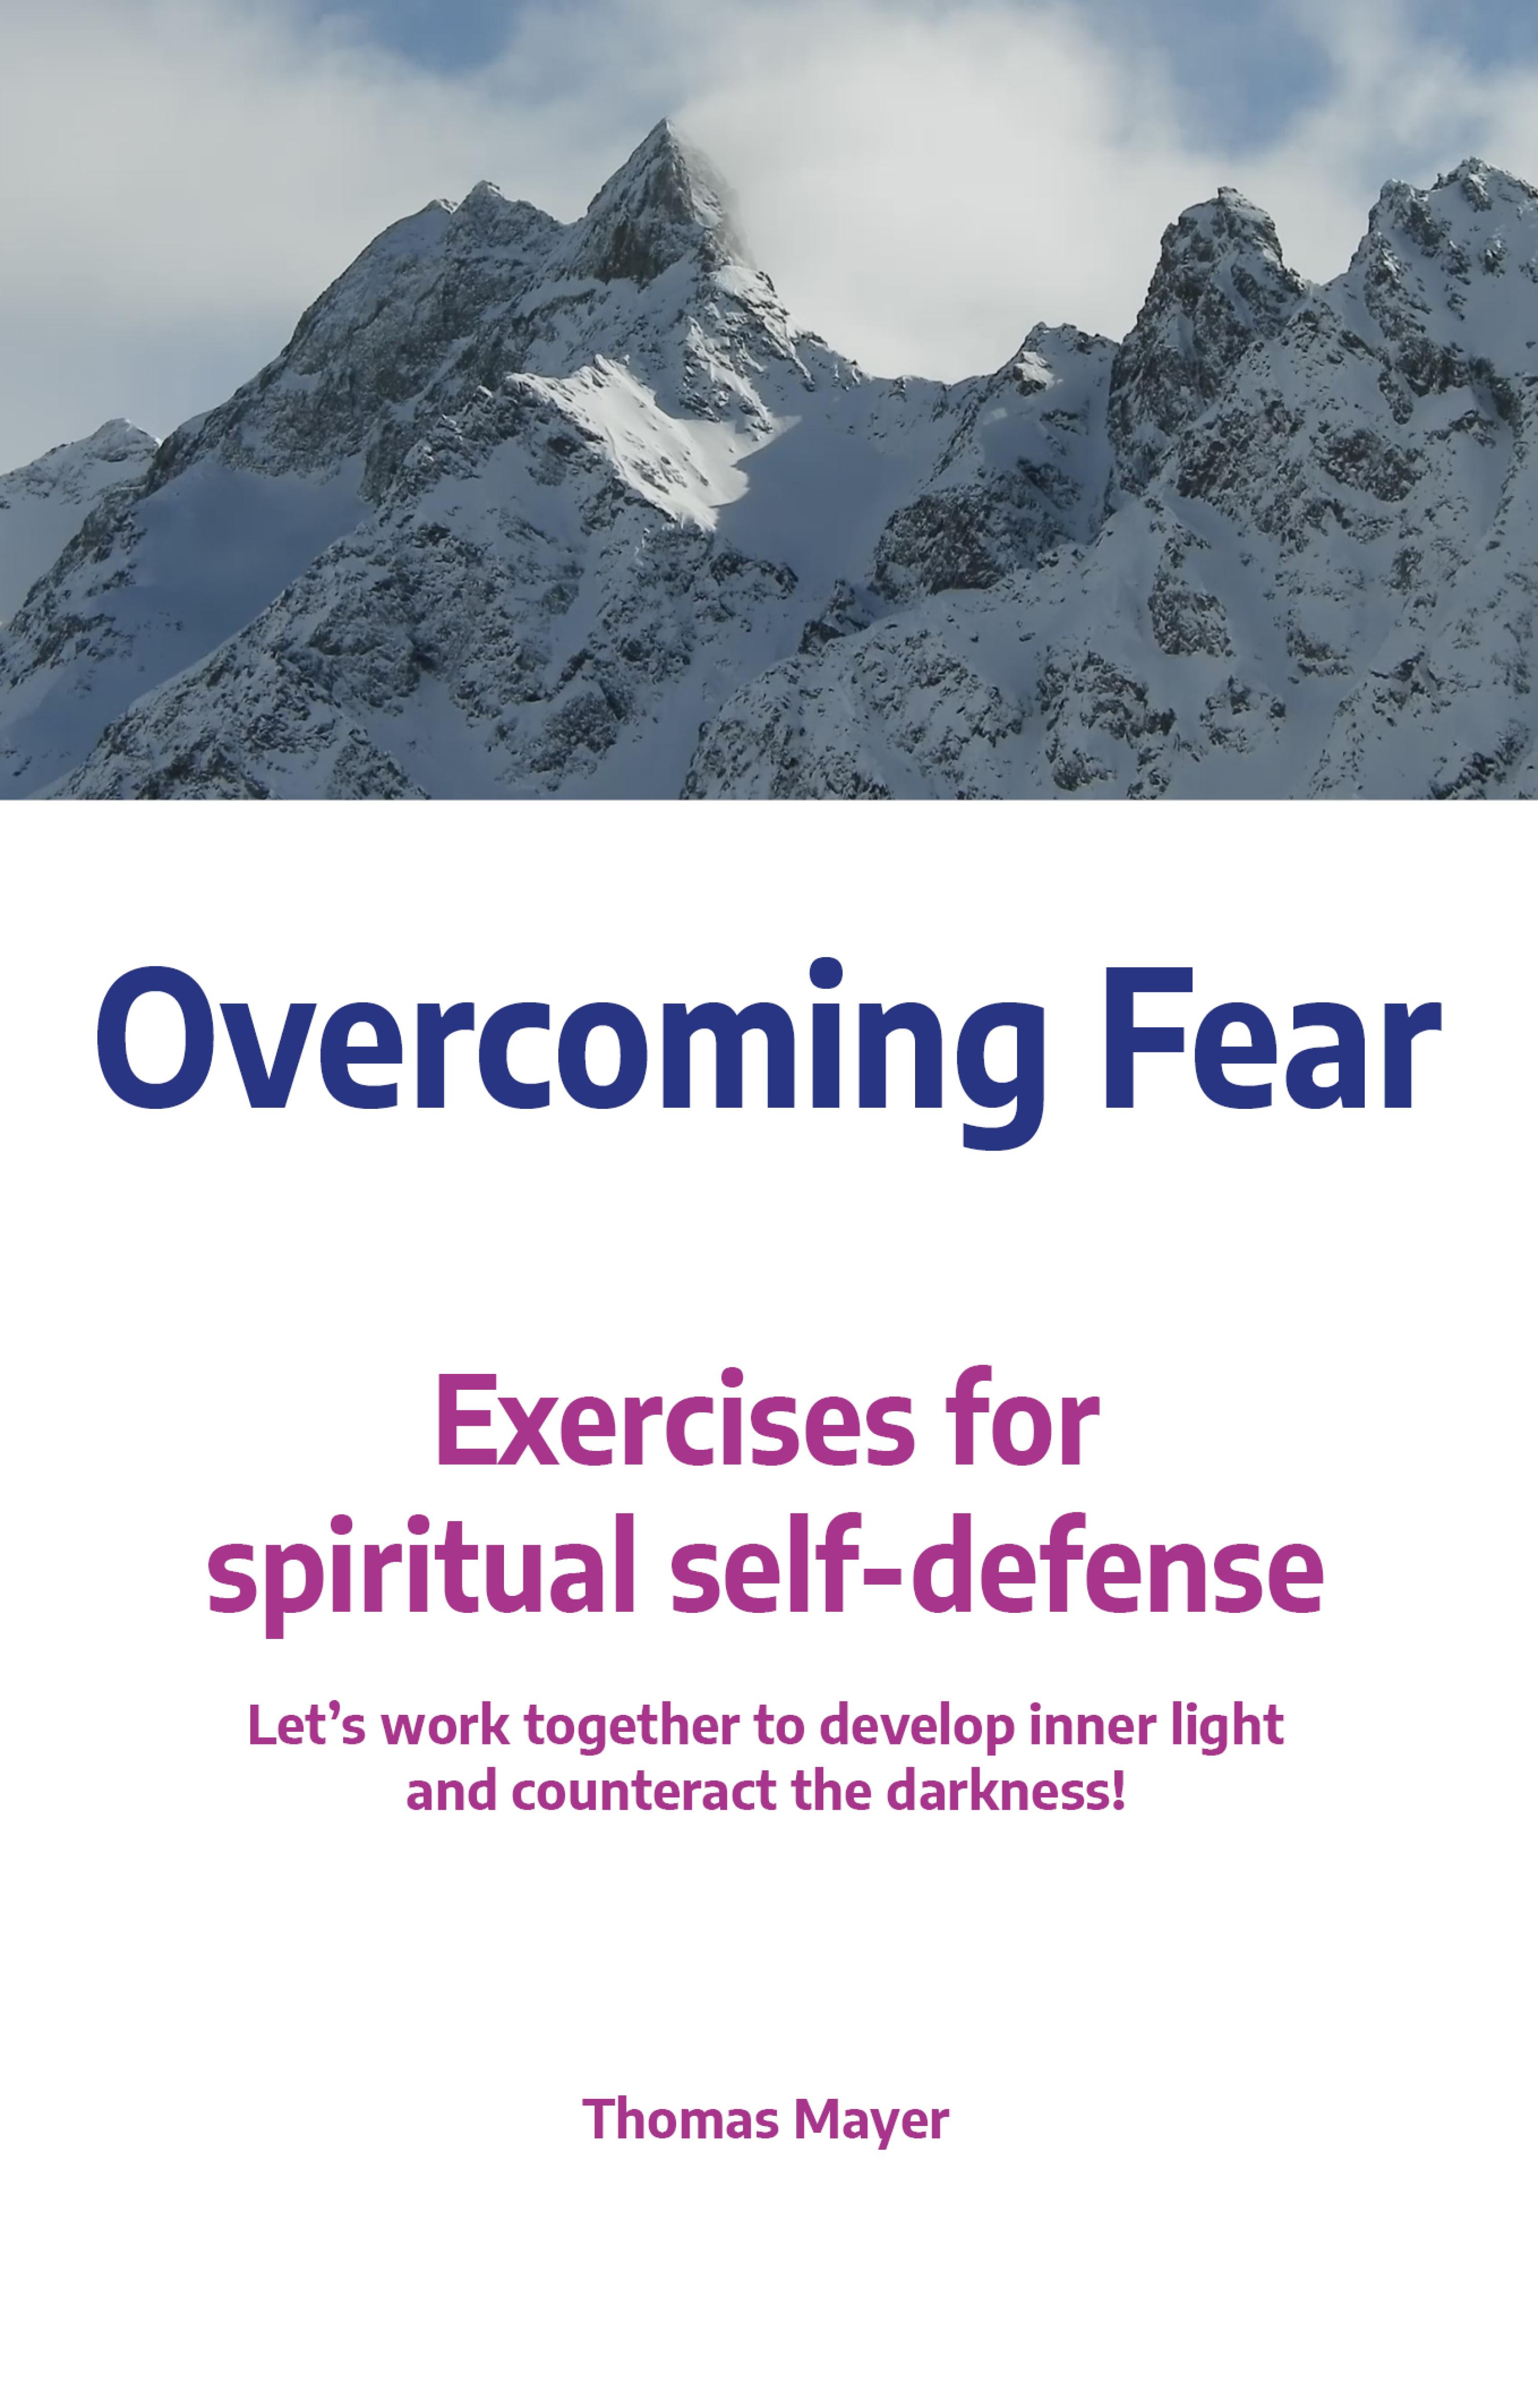 Overcoming Fear
Exercises for
spiritual self-defense
Let’s work together to develop inner light
and counteract the darkness!
Thomas Mayer